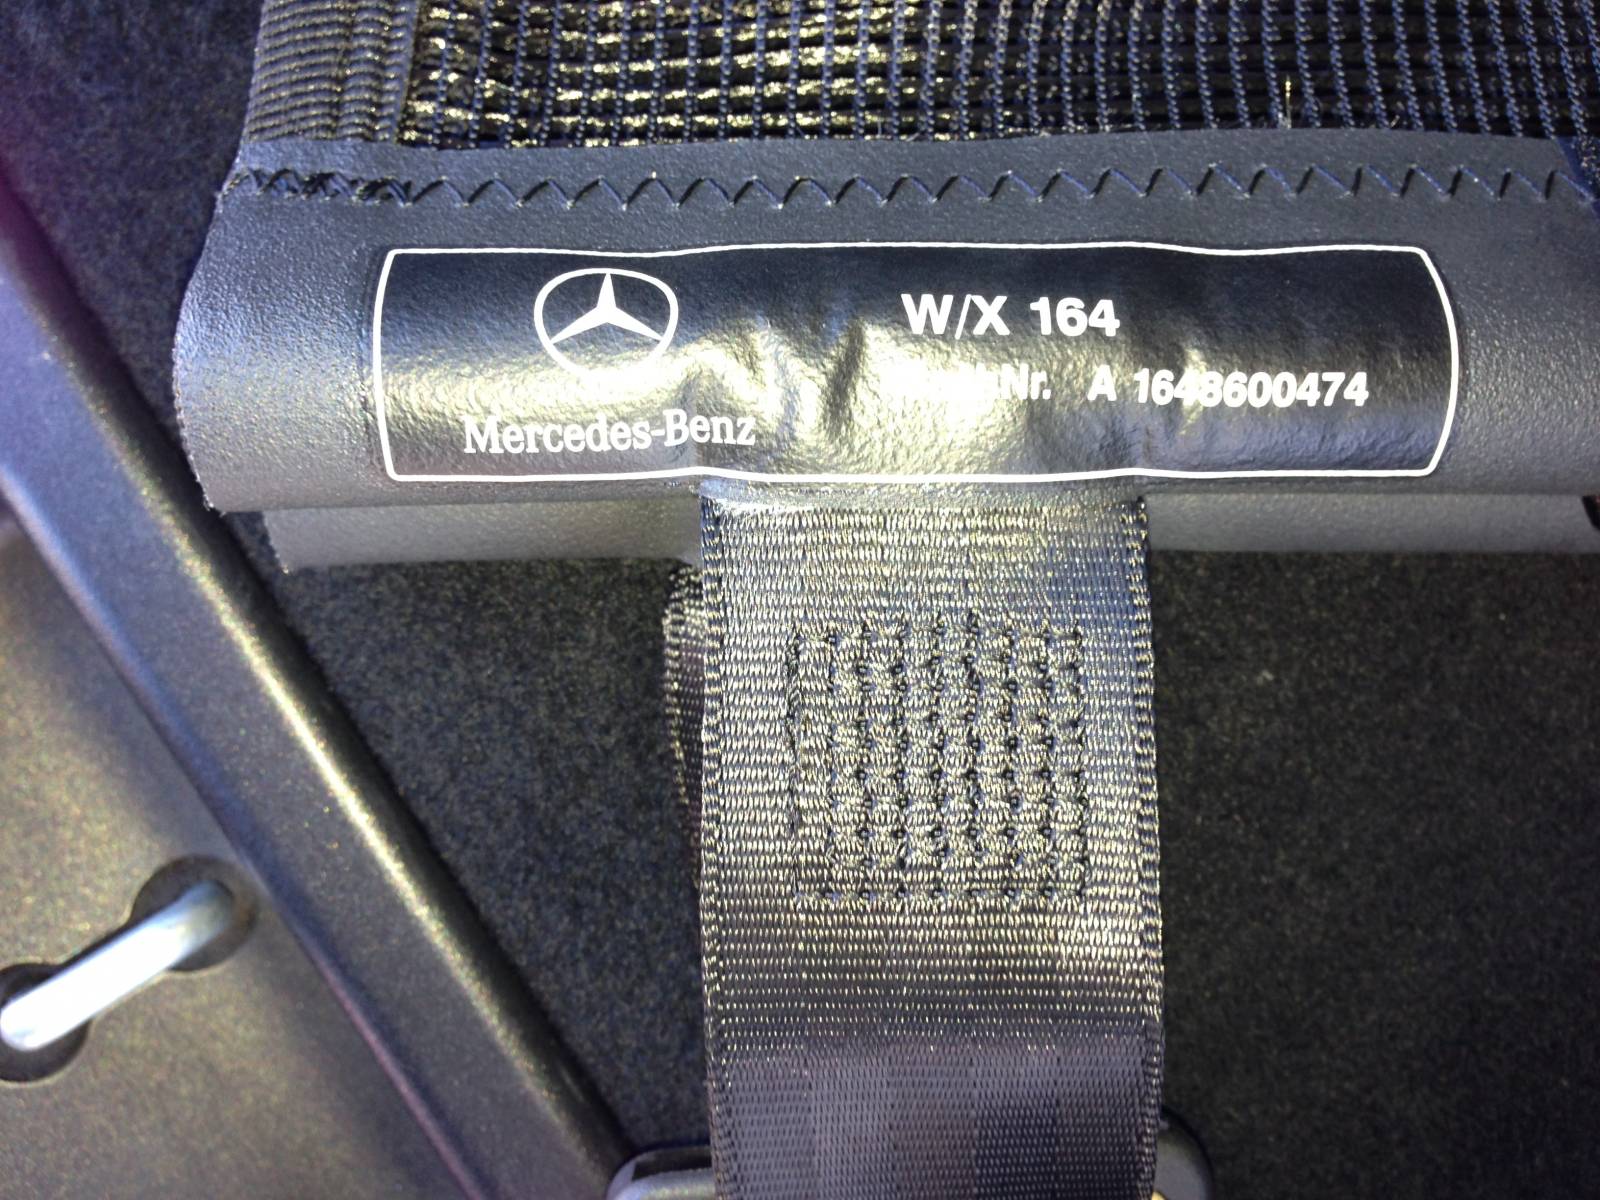 W/X 164
Nr. A 1648600474
Mercedes-Benz